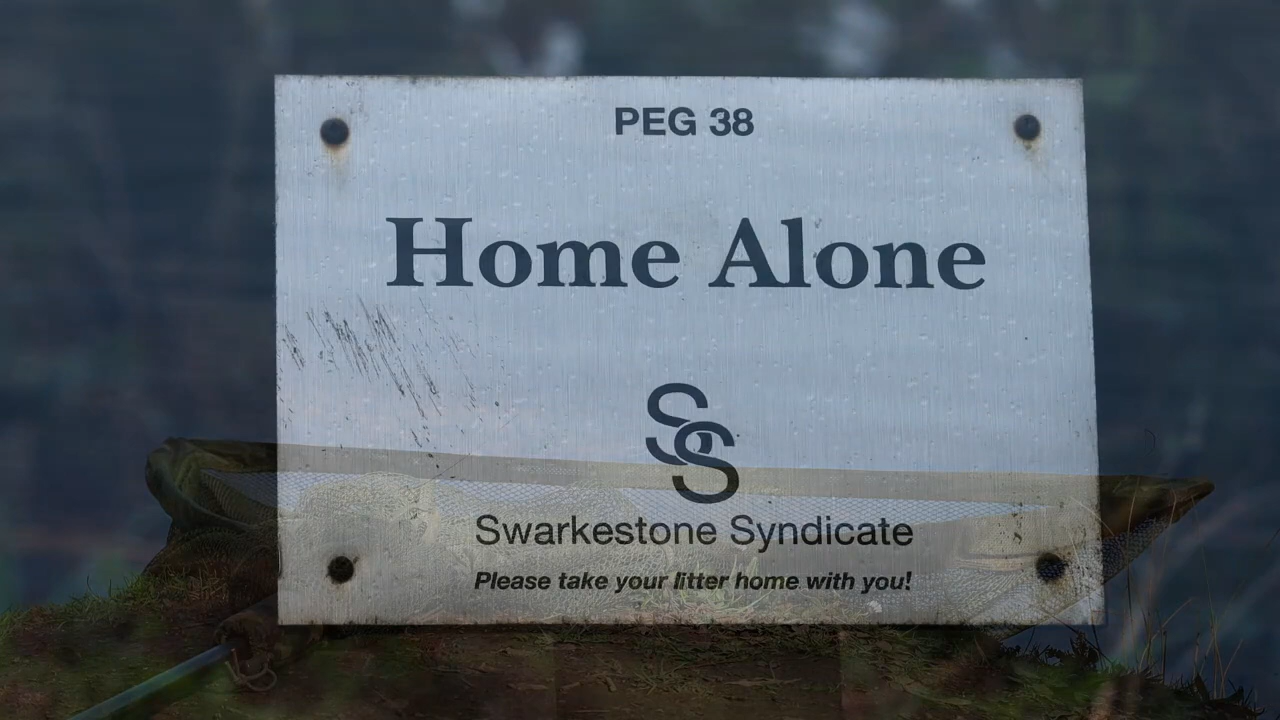 PEG 38
Home Alone
SS
Swarkestone Syndicate
Please take your litter home with you!